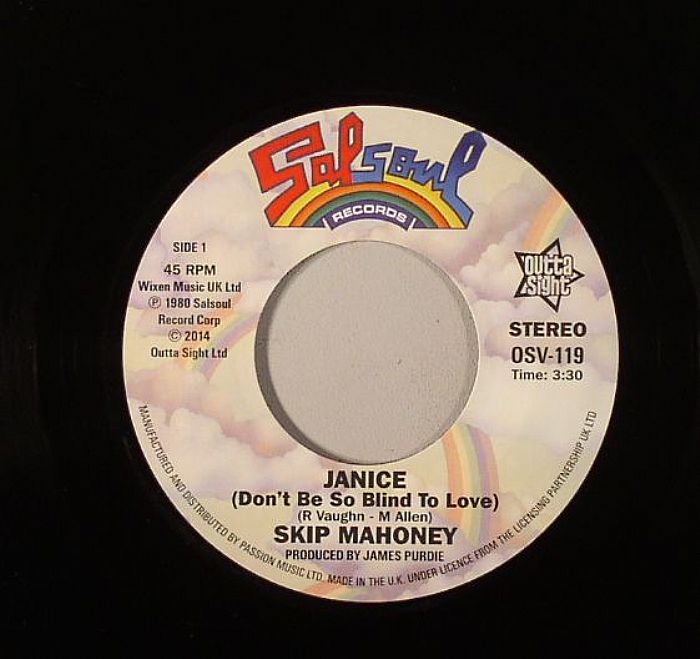 Salsoul
RECORDS
SIDE 1
45 RPM
Wixen Music UK Ltd
℗ 1980 Salsoul
Record Corp
© 2014
Outta Sight Ltd
outta
sight
STEREO
OSV-119
Time: 3:30
JANICE
(Don't Be So Blind To Love)
(R Vaughn - M Allen)
SKIP MAHONEY
PRODUCED BY JAMES PURDIE
MANUFACTURED AND DISTRIBUTED BY PASSION MUSIC LTD. MADE IN THE U.K. UNDER LICENCE FROM THE LICENSING PARTNERSHIP UK LTD